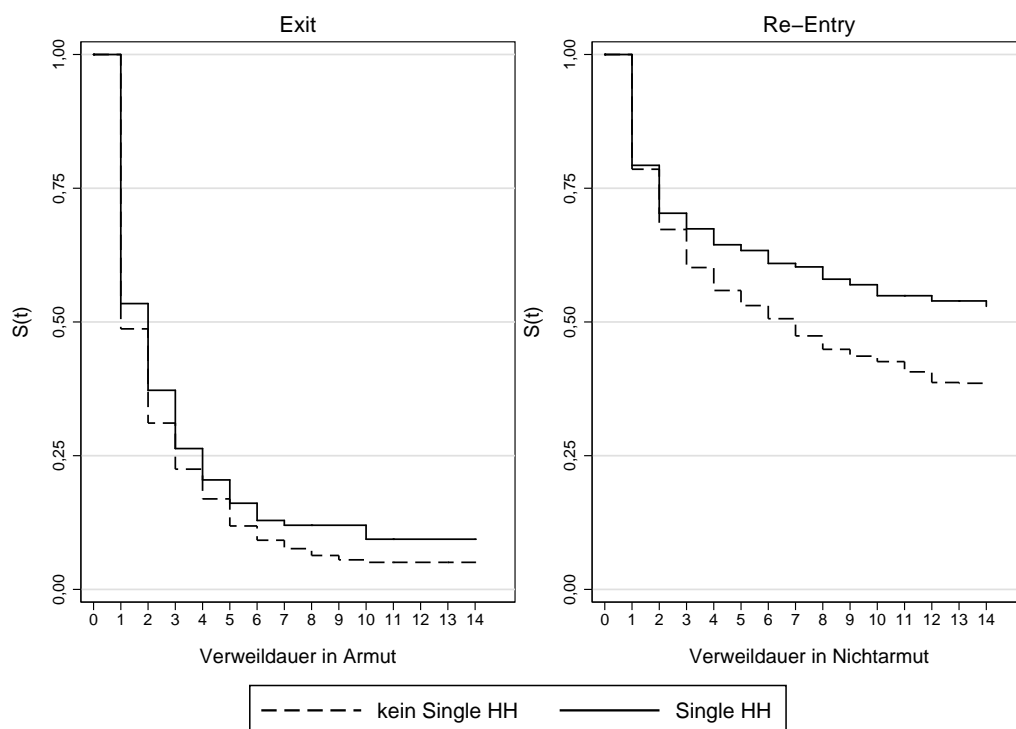 Exit
S(t)
1,00
0,75
0,50
0,25
0,00
0 1 2 3 4 5 6 7 8 9 10 11 12 13 14
Verweildauer in Armut
Re−Entry
S(t)
1,00
0,75
0,50
0,25
0,00
0 1 2 3 4 5 6 7 8 9 10 11 12 13 14
Verweildauer in Nichtarmut
kein Single HH Single HH